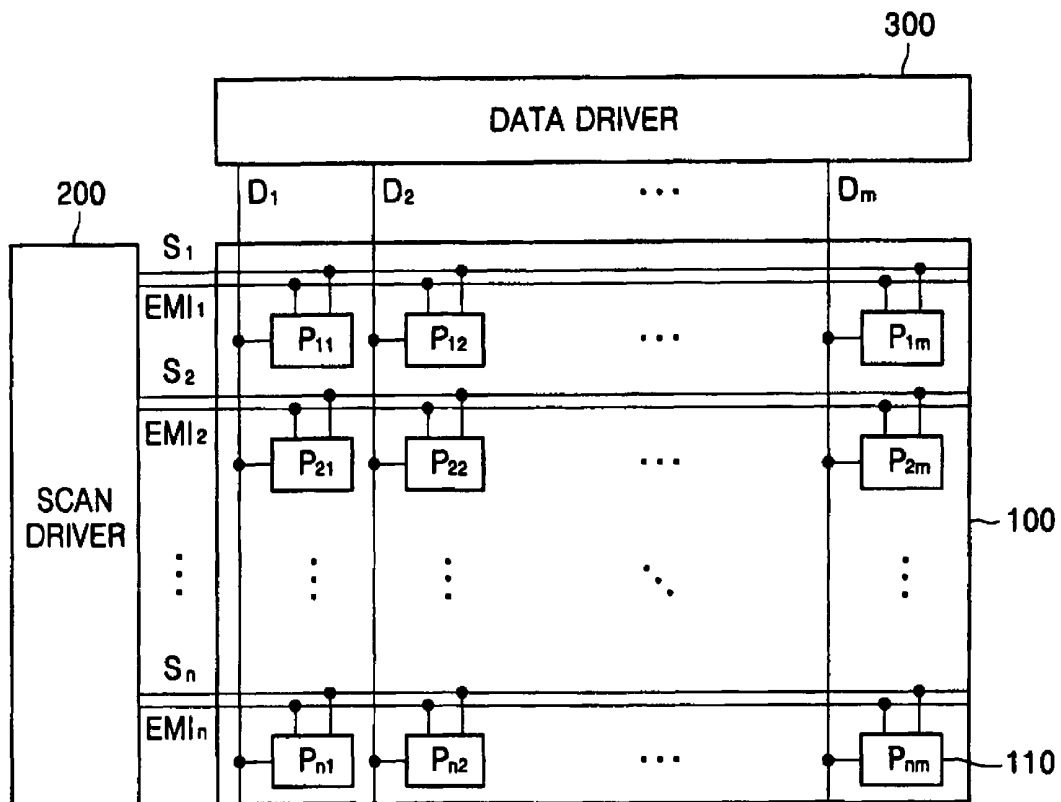 300
DATA DRIVER
200
D₁ D₂ ... Dₘ
S₁
EMI₁
P₁₁ P₁₂ ... P₁ₘ
S₂
EMI₂
P₂₁ P₂₂ ... P₂ₘ
SCAN
DRIVER
100
Sₙ
EMIₙ
Pₙ₁ Pₙ₂ ... Pₙₘ
110